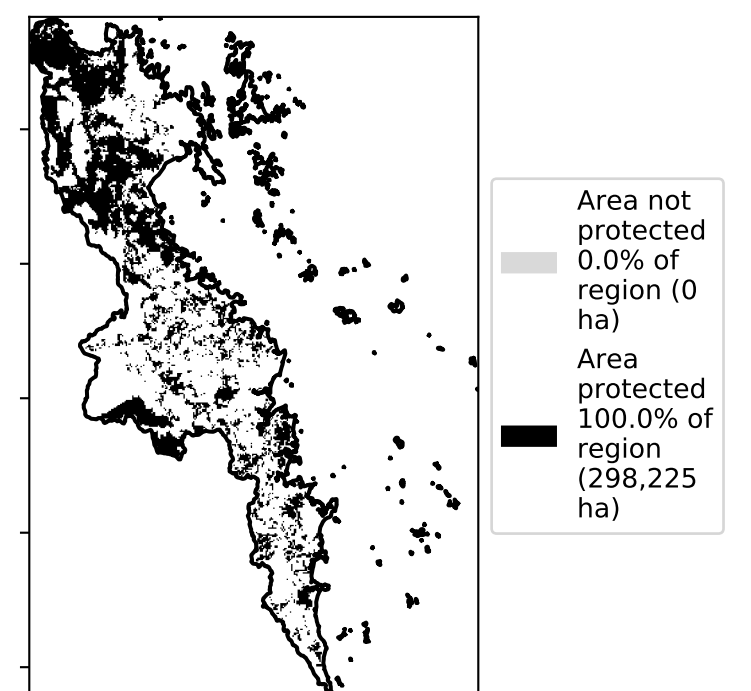 Area not
protected
0.0% of
region (0
ha)
Area
protected
100.0% of
region
(298,225
ha)